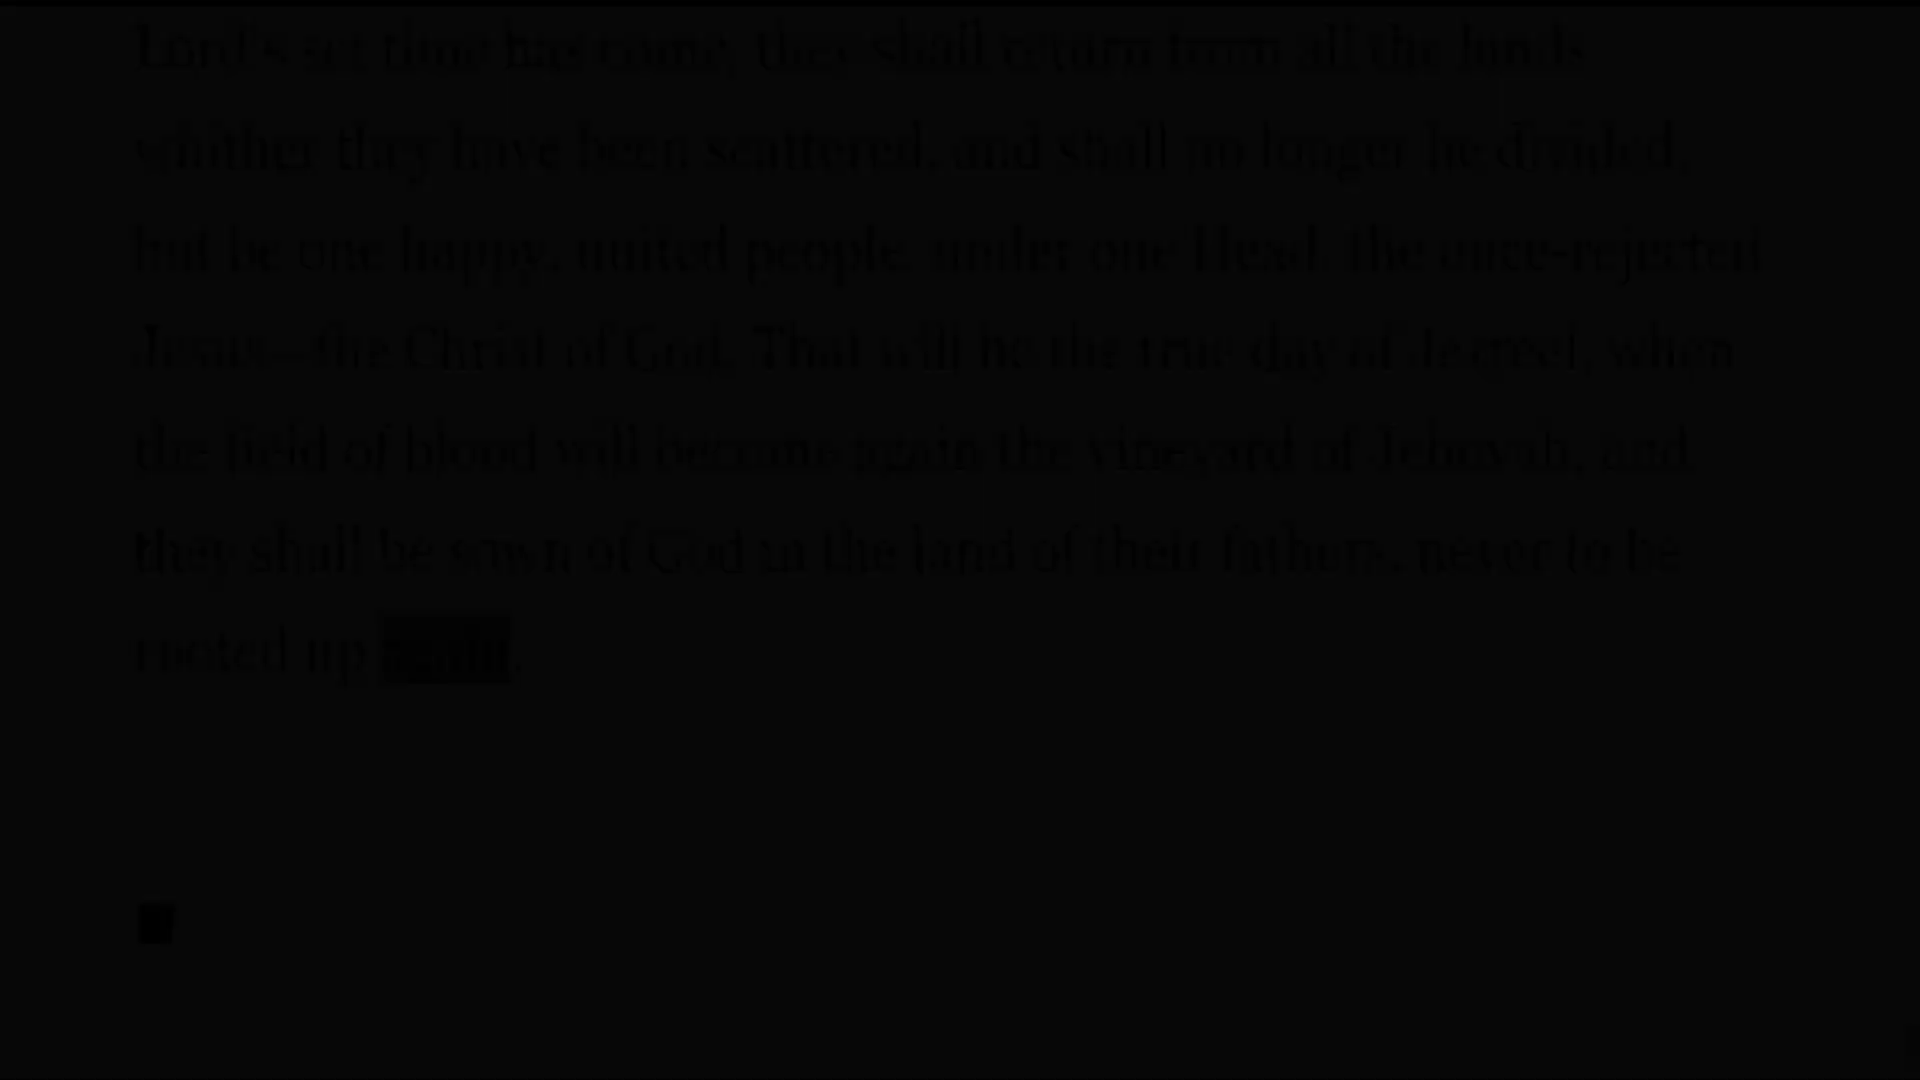 Lord's set time has come, they shall return from all the lands
whither they have been scattered, and shall no longer be divided,
but be one happy, united people, under one Head, the once-rejected
Jesus—the Christ of God. That will be the true day of Jezreel, when
the field of blood will become again the vineyard of Jehovah, and
they shall be sown of God in the land of their fathers, never to be
rooted up again.